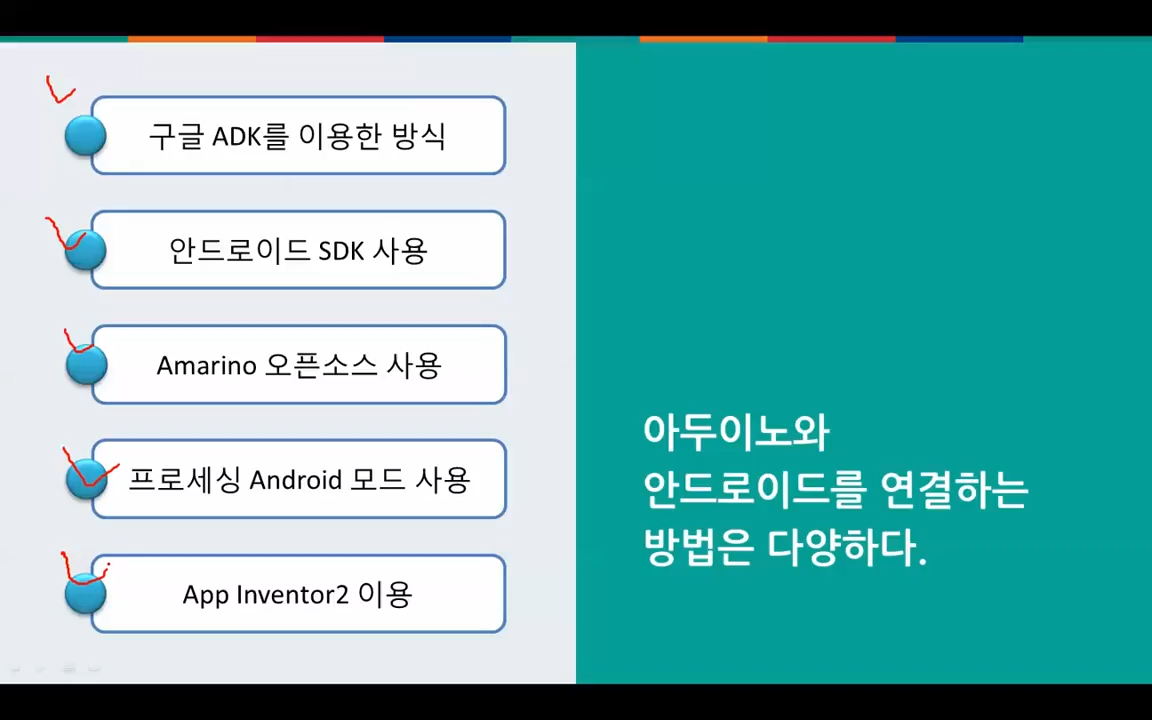 구글 ADK를 이용한 방식
안드로이드 SDK 사용
Amarino 오픈소스 사용
프로세싱 Android 모드 사용
App Inventor2 이용
아두이노와
안드로이드를 연결하는
방법은 다양하다.